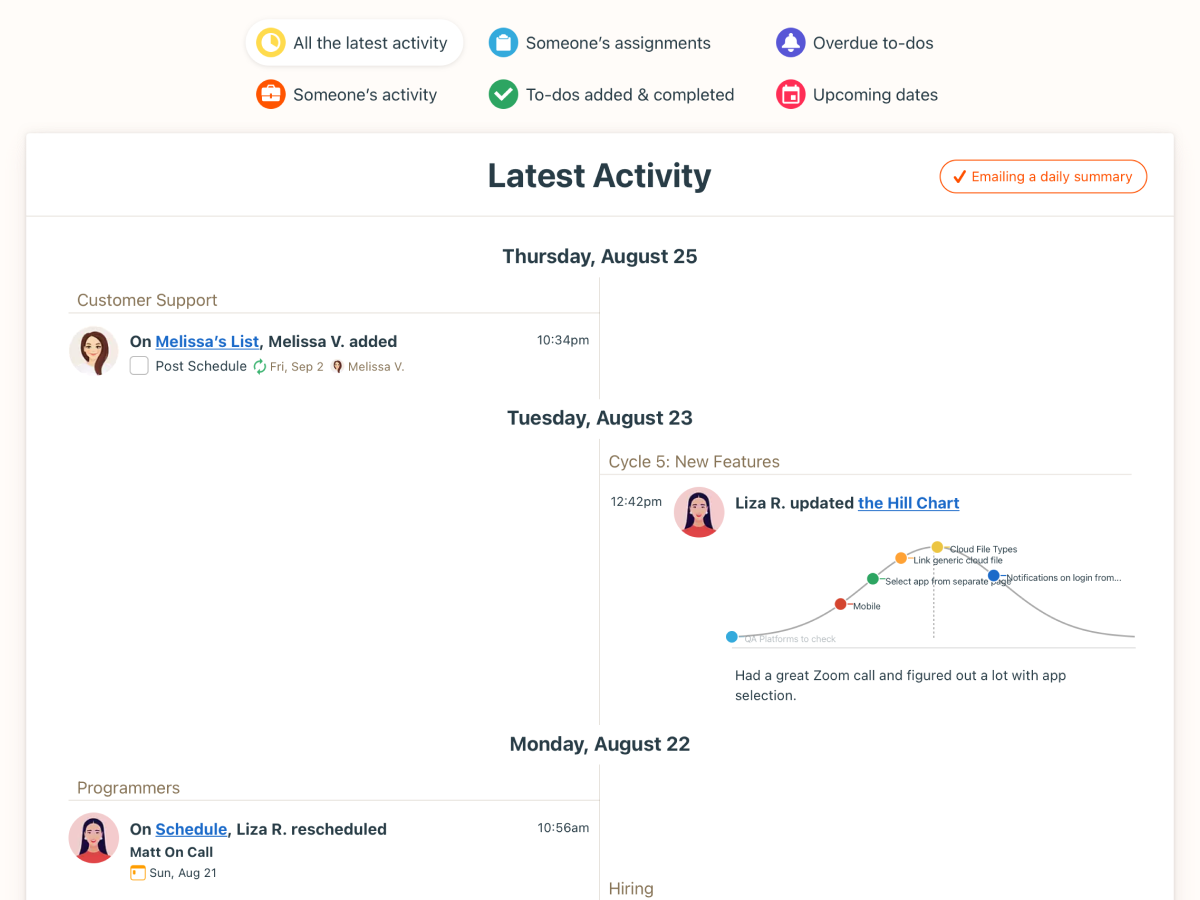 All the latest activity
Someone’s assignments
Overdue to-dos
Someone’s activity
To-dos added & completed
Upcoming dates
Latest Activity
Emailing a daily summary
Thursday, August 25
Customer Support
On Melissa’s List, Melissa V. added
10:34pm
Post Schedule
Fri, Sep 2
Melissa V.
Tuesday, August 23
Cycle 5: New Features
12:42pm
Liza R. updated the Hill Chart
Cloud File Types
Link generic cloud file
Select app from separate page
Notifications on login from...
Mobile
QA Platforms to check
Had a great Zoom call and figured out a lot with app
selection.
Monday, August 22
Programmers
On Schedule, Liza R. rescheduled
10:56am
Matt On Call
Sun, Aug 21
Hiring